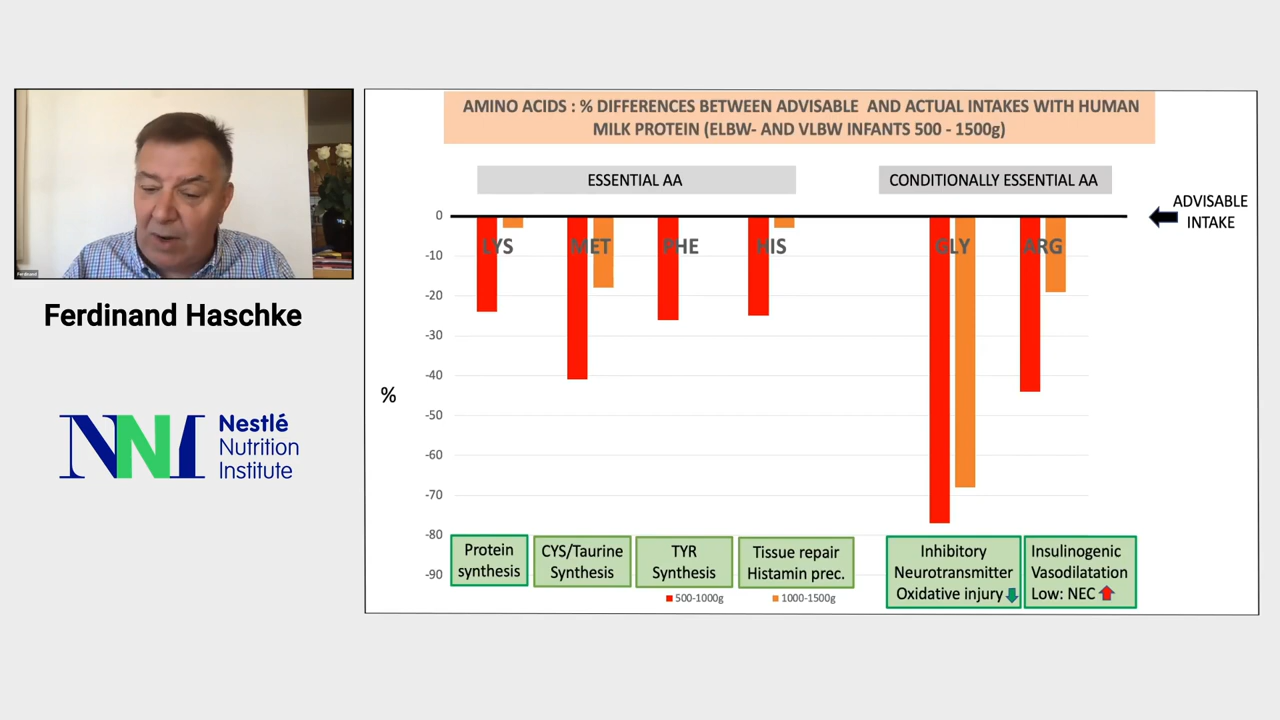 AMINO ACIDS : % DIFFERENCES BETWEEN ADVISABLE AND ACTUAL INTAKES WITH HUMAN
MILK PROTEIN (ELBW- AND VLBW INFANTS 500 - 1500g)
ESSENTIAL AA
CONDITIONALLY ESSENTIAL AA
ADVISABLE
INTAKE
0
-10
-20
-30
-40
-50
-60
-70
-80
-90
%
LYS
MET
PHE
HIS
GLY
ARG
Protein
synthesis
CYS/Taurine
Synthesis
TYR
Synthesis
Tissue repair
Histamin prec.
Inhibitory
Neurotransmitter
Oxidative injury
Insulinogenic
Vasodilatation
Low: NEC
500-1000g
1000-1500g
Ferdinand
Ferdinand Haschke
NNI
Nestlé
Nutrition
Institute